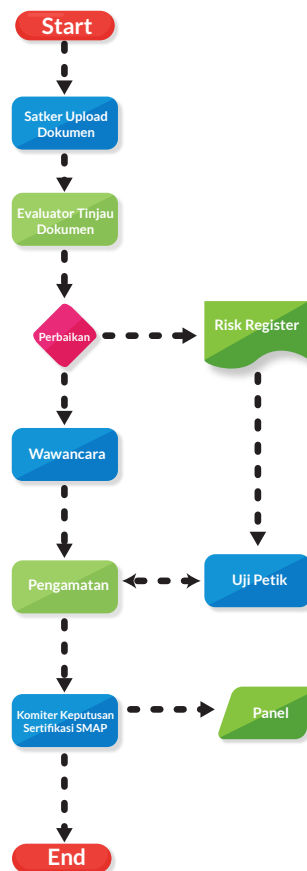 Start
Satker Upload
Dokumen
Evaluator Tinjau
Dokumen
Perbaikan
Risk Register
Wawancara
Pengamatan
Uji Petik
Komiter Keputusan
Sertifikasi SMAP
Panel
End